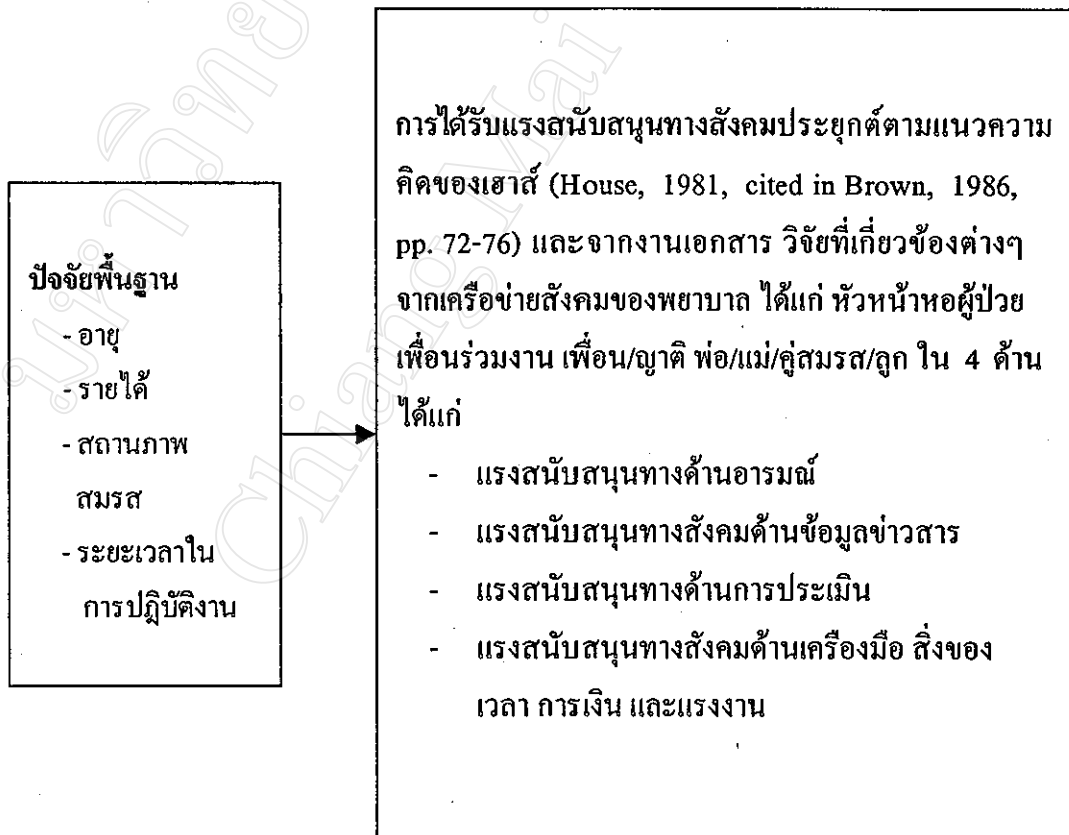 ปัจจัยพื้นฐาน
- อายุ
- รายได้
- สถานภาพ
สมรส
- ระยะเวลาใน
การปฎิบัติงาน
การได้รับแรงสนับสนุนทางสังคมประยุกต์ตามแนวความ
คิดของเฮาส์ (House, 1981, cited in Brown, 1986,
pp. 72-76) และจากงานเอกสาร วิจัยที่เกี่ยวข้องต่างๆ
จากเครือข่ายสังคมของพยาบาล ได้แก่ หัวหน้าหอผู้ป่วย
เพื่อนร่วมงาน เพื่อน/ญาติ พ่อ/แม่/คู่สมรส/ลูก ใน 4 ด้าน
ได้แก่
- แรงสนับสนุนทางด้านอารมณ์
- แรงสนับสนุนทางสังคมด้านข้อมูลข่าวสาร
- แรงสนับสนุนทางด้านการประเมิน
- แรงสนับสนุนทางสังคมด้านเครื่องมือ สิ่งของ
เวลา การเงิน และแรงงาน
Chiang Mai